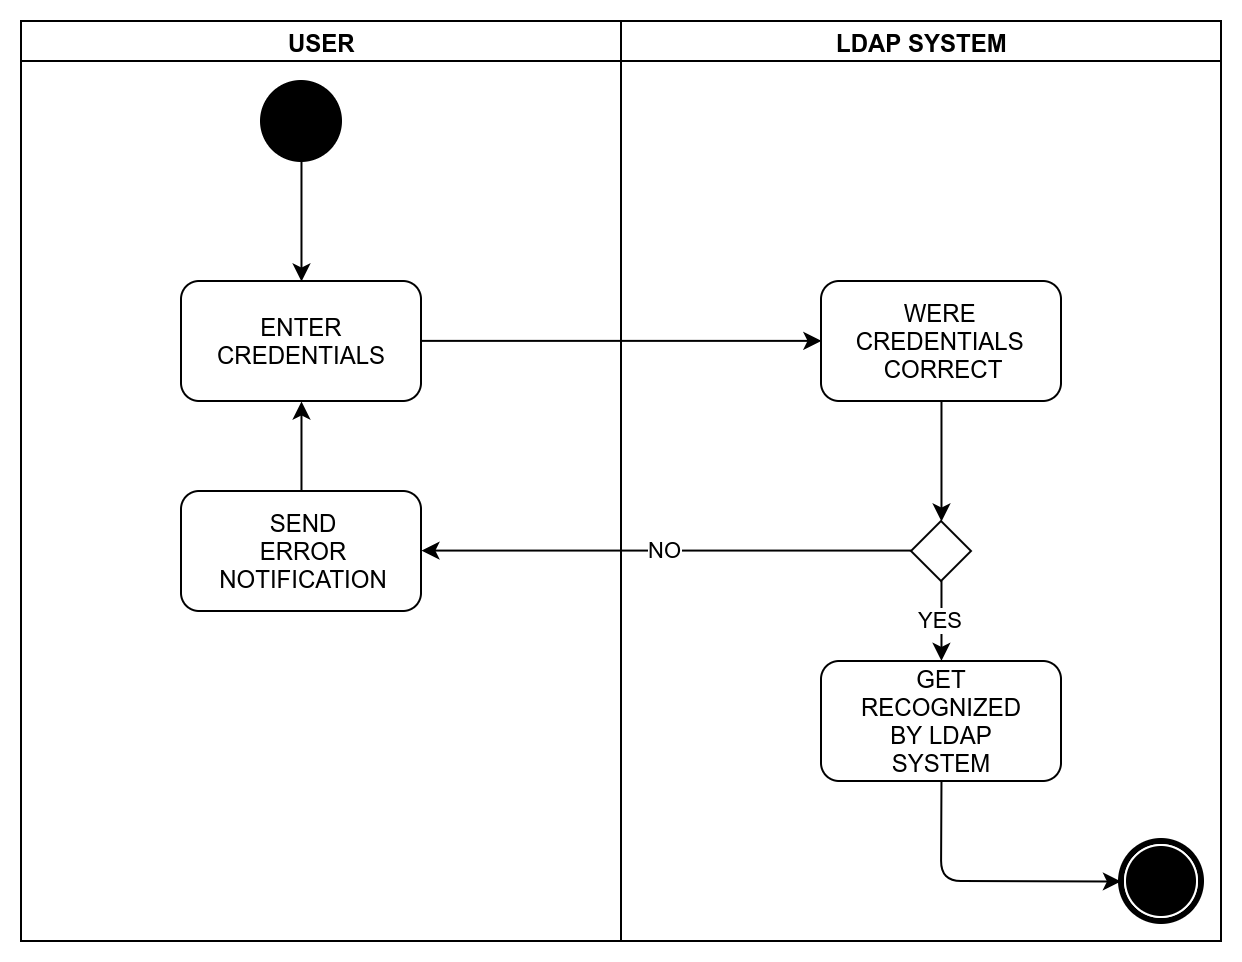 USER
LDAP SYSTEM
ENTER
CREDENTIALS
WERE
CREDENTIALS
CORRECT
SEND
ERROR
NOTIFICATION
NO
YES
GET
RECOGNIZED
BY LDAP
SYSTEM